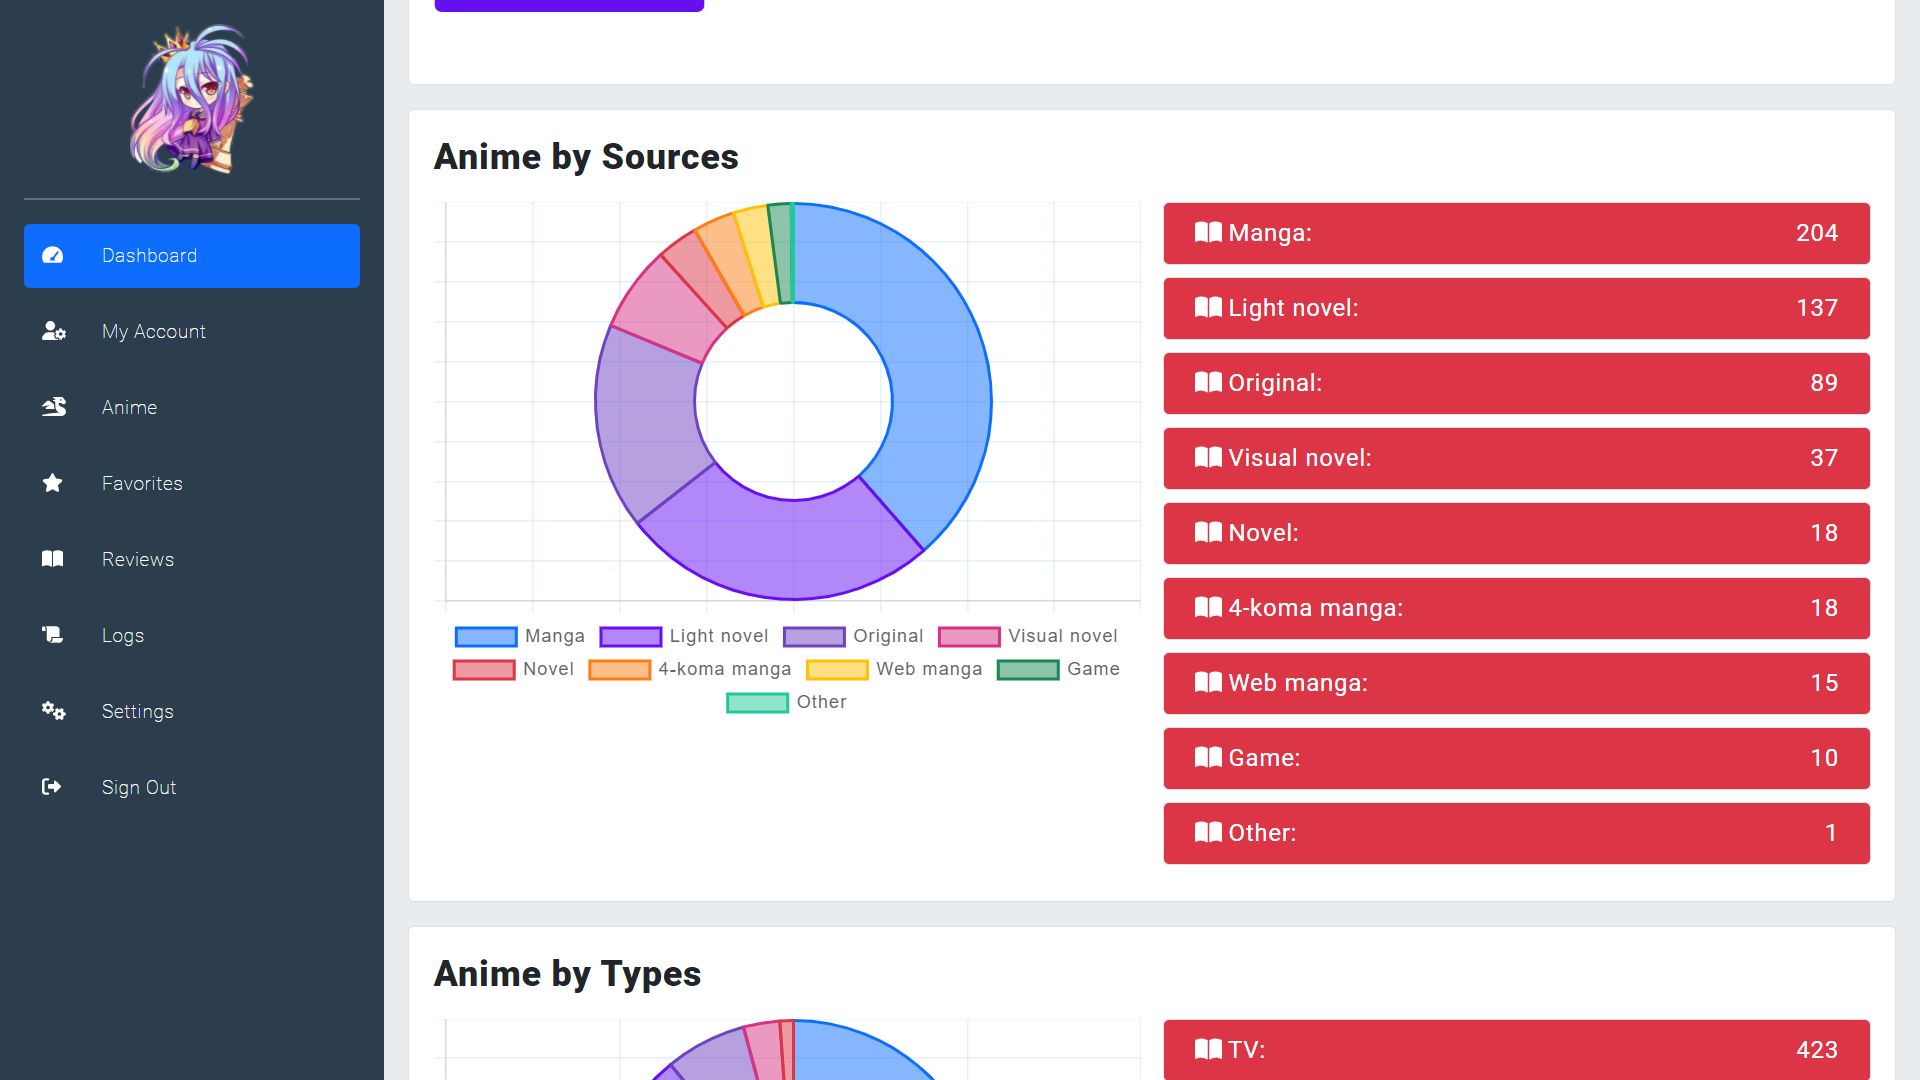 Dashboard
My Account
Anime
Favorites
Reviews
Logs
Settings
Sign Out
Anime by Sources
Manga Light novel Original Visual novel
Novel 4-koma manga Web manga Game
Other
Manga: 204
Light novel: 137
Original: 89
Visual novel: 37
Novel: 18
4-koma manga: 18
Web manga: 15
Game: 10
Other: 1
Anime by Types
TV: 423